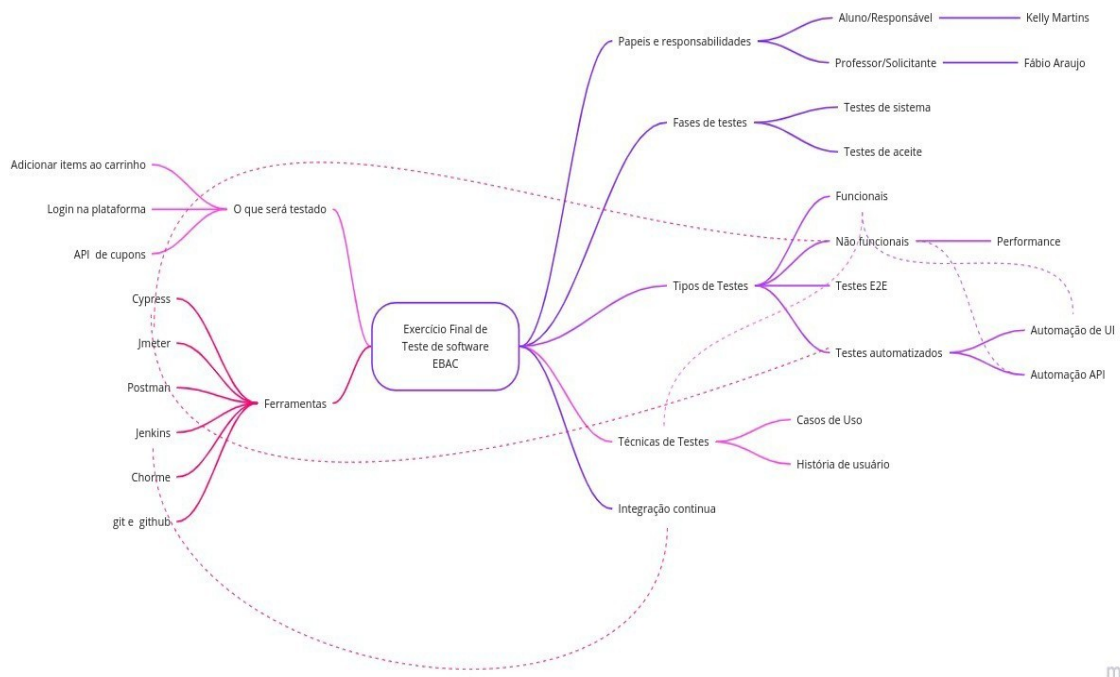 Aluno/Responsável
Kelly Martins
Papeis e responsabilidades
Professor/Solicitante
Fábio Araujo
Testes de sistema
Fases de testes
Testes de aceite
Adicionar items ao carrinho
Login na plataforma
O que será testado
API de cupons
Funcionais
Não funcionais
Performance
Tipos de Testes
Testes E2E
Testes automatizados
Automação de UI
Automação API
Exercício Final de
Teste de software
EBAC
Cypress
Jmeter
Postman
Ferramentas
Jenkins
Chorme
git e github
Casos de Uso
Técnicas de Testes
História de usuário
Integração continua
m